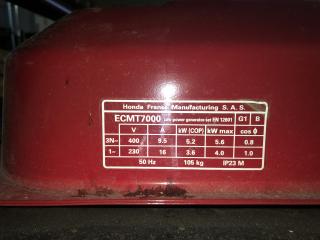 Honda France Manufacturing S.A.S.
ECMT7000 Low power generator set EN 12601 G1 B
V A kW (COP) kW max cos ϕ
3N~ 400 9.5 5.2 5.6 0.8
1~ 230 16 3.6 4.0 1.0
50 Hz 105 kg IP23 M